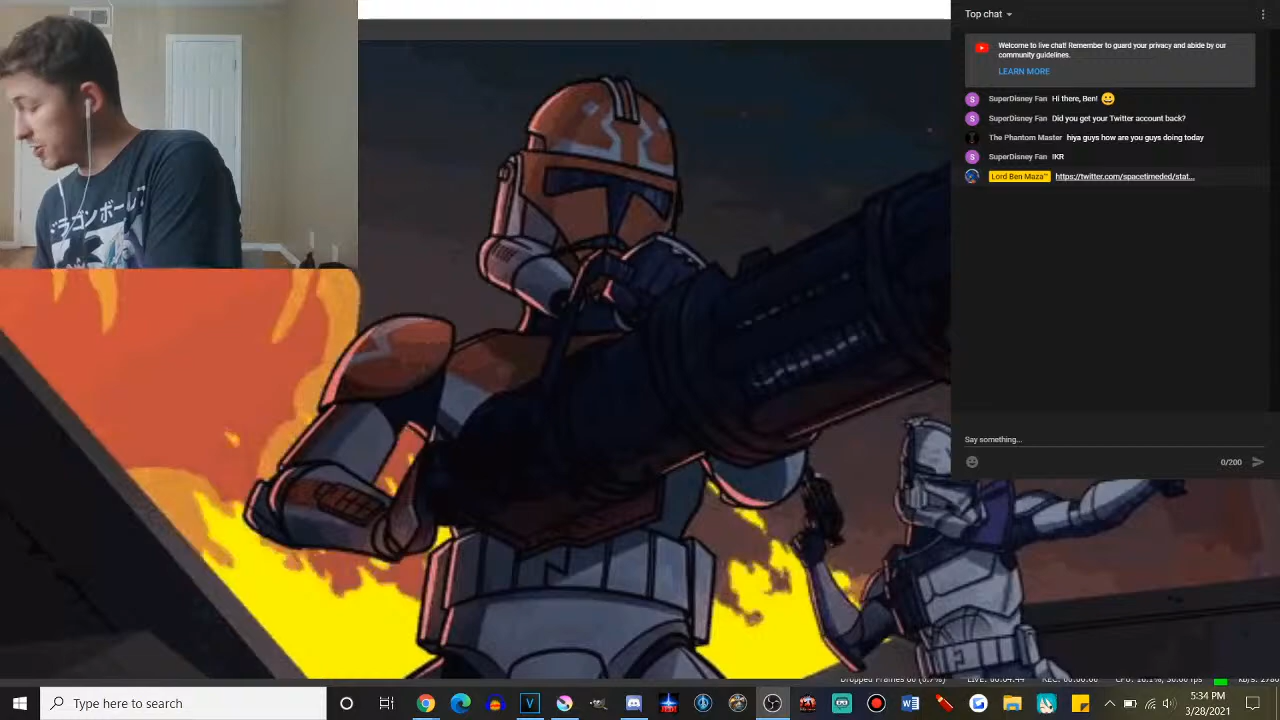 Top chat
Welcome to live chat! Remember to guard your privacy and abide by our
community guidelines.
LEARN MORE
SuperDisney Fan Hi there, Ben! 😀
SuperDisney Fan Did you get your Twitter account back?
The Phantom Master hiya guys how are you guys doing today
SuperDisney Fan IKR
Lord Ben Maza™ https://twitter.com/spacetimeded/stat...
Say something...
0/200
ドラゴンボール
Type here to search
5:34 PM
3/28/2021